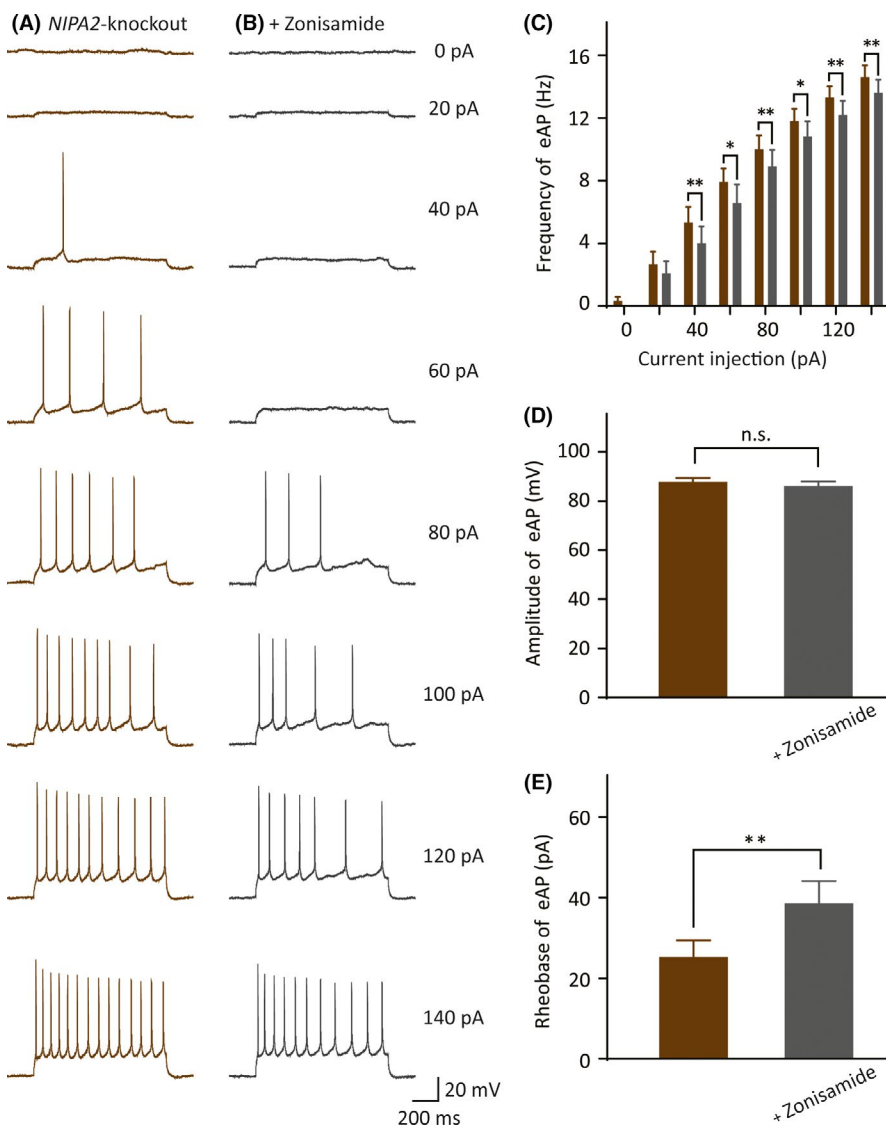 (A) NIPA2-knockout
(B) + Zonisamide
0 pA
20 pA
40 pA
60 pA
80 pA
100 pA
120 pA
140 pA
20 mV
200 ms
(C)
Frequency of eAP (Hz)
16
12
8
4
0
** * ** * ** **
0 40 80 120
Current injection (pA)
(D)
Amplitude of eAP (mV)
100
80
60
40
20
0
n.s.
+ Zonisamide
(E)
Rheobase of eAP (pA)
60
40
20
0
**
+ Zonisamide